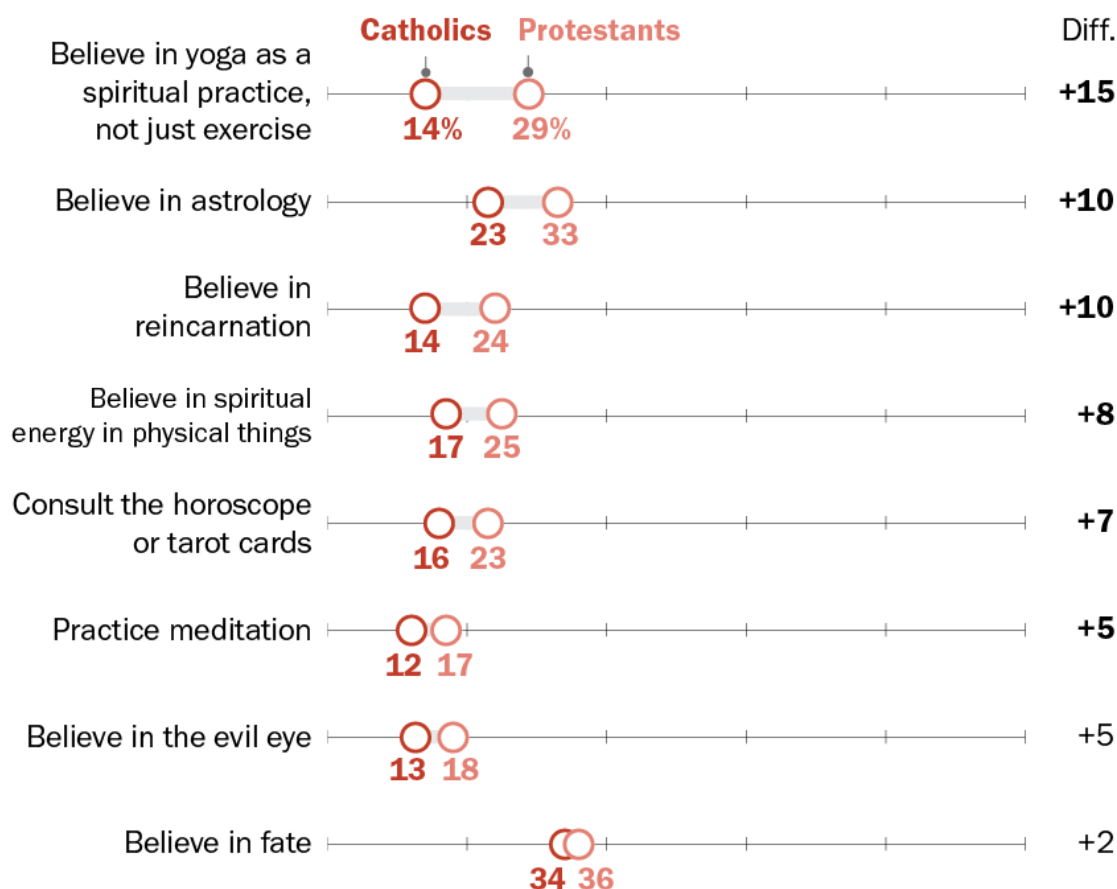 Catholics Protestants Diff.
Believe in yoga as a
spiritual practice,
not just exercise
14% 29% +15
Believe in astrology
23 33 +10
Believe in
reincarnation
14 24 +10
Believe in spiritual
energy in physical things
17 25 +8
Consult the horoscope
or tarot cards
16 23 +7
Practice meditation
12 17 +5
Believe in the evil eye
13 18 +5
Believe in fate
34 36 +2